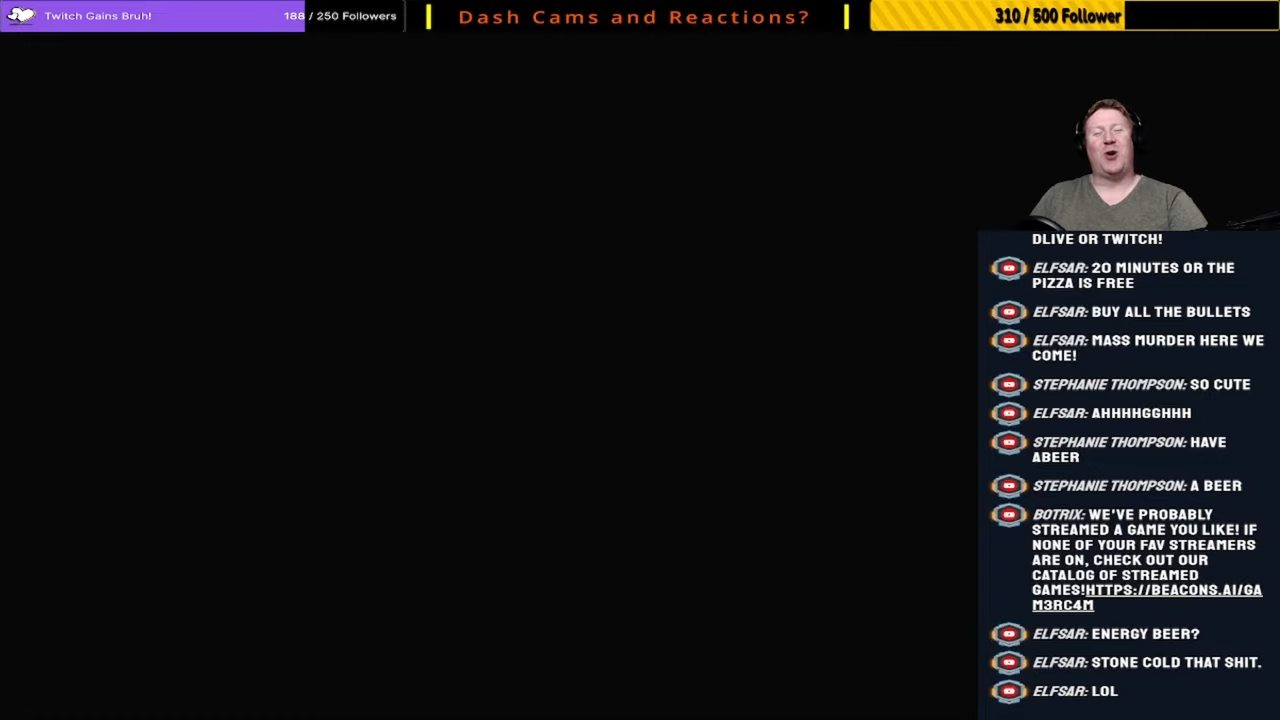 Twitch Gains Bruh!
188 / 250 Followers
Dash Cams and Reactions?
310 / 500 Follower
DLIVE OR TWITCH!
ELFSAR: 20 MINUTES OR THE
PIZZA IS FREE
ELFSAR: BUY ALL THE BULLETS
ELFSAR: MASS MURDER HERE WE
COME!
STEPHANIE THOMPSON: SO CUTE
ELFSAR: AHHHHGGHHH
STEPHANIE THOMPSON: HAVE
ABEER
STEPHANIE THOMPSON: A BEER
BOTRIX: WE'VE PROBABLY
STREAMED A GAME YOU LIKE! IF
NONE OF YOUR FAV STREAMERS
ARE ON, CHECK OUT OUR
CATALOG OF STREAMED
GAMES!HTTPS://BEACONS.AI/GA
M3RC4M
ELFSAR: ENERGY BEER?
ELFSAR: STONE COLD THAT SHIT.
ELFSAR: LOL